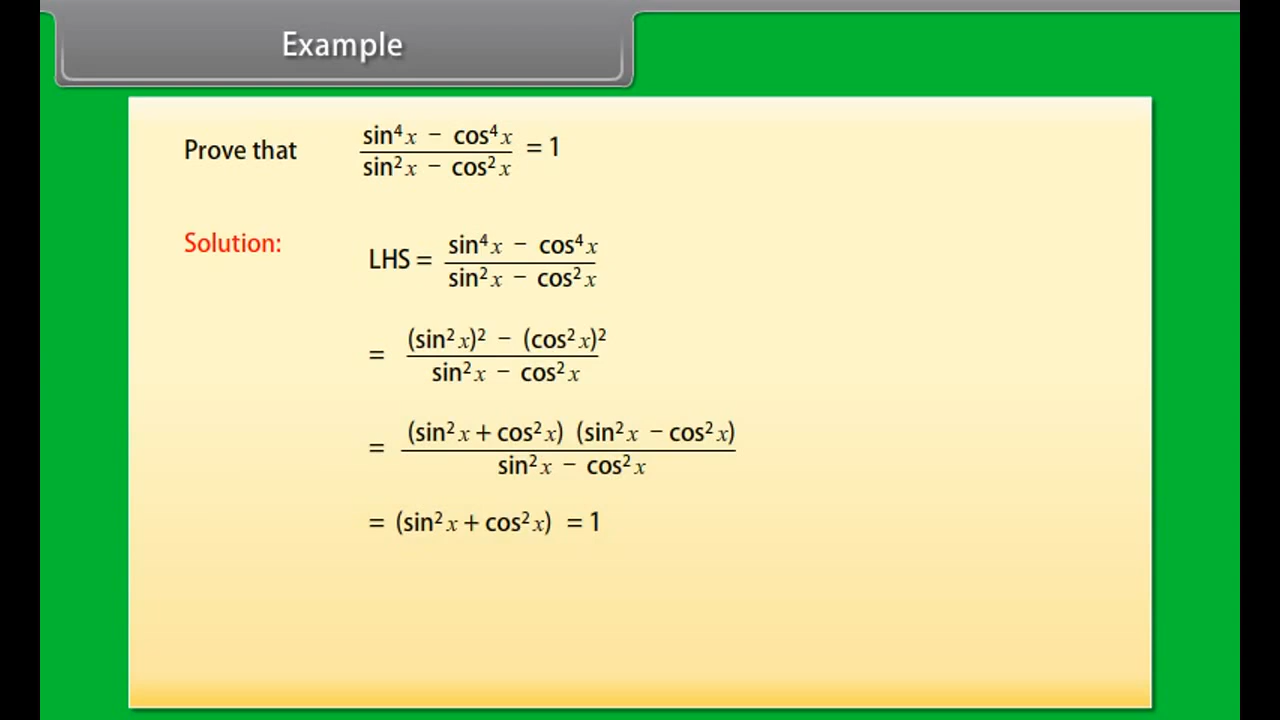 Example
Prove that (sin⁴x − cos⁴x)/(sin²x − cos²x) = 1
Solution:
LHS = (sin⁴x − cos⁴x)/(sin²x − cos²x)
= ((sin²x)² − (cos²x)²)/(sin²x − cos²x)
= ((sin²x + cos²x) (sin²x − cos²x))/(sin²x − cos²x)
= (sin²x + cos²x) = 1